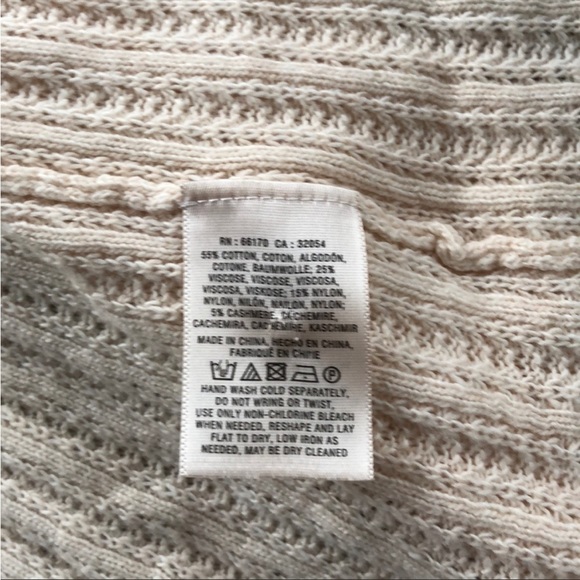 RN : 66170 CA : 32054
55% COTTON, COTON, ALGODÓN,
COTONE, BAUMWOLLE; 25%
VISCOSE, VISCOSE, VISCOSA,
VISCOSA, VISKOSE; 15% NYLON,
NYLON, NILÓN, NAILON, NYLON;
5% CASHMERE, CACHEMIRE,
CACHEMIRA, CACHEMIRE, KASCHMIR
MADE IN CHINA, HECHO EN CHINA,
FABRIQUÉ EN CHINE
P
HAND WASH COLD SEPARATELY,
DO NOT WRING OR TWIST,
USE ONLY NON-CHLORINE BLEACH
WHEN NEEDED, RESHAPE AND LAY
FLAT TO DRY, LOW IRON AS
NEEDED, MAY BE DRY CLEANED